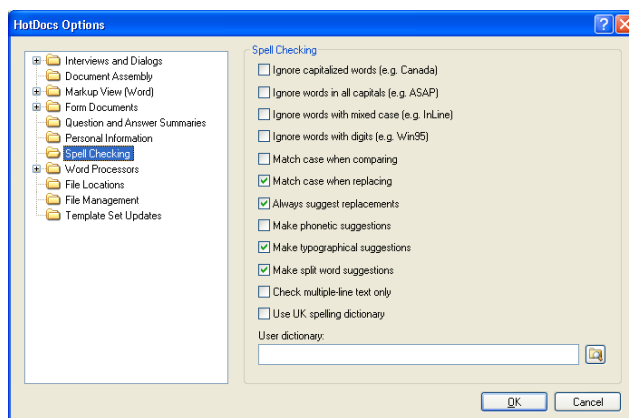 HotDocs Options
Interviews and Dialogs
Document Assembly
Markup View (Word)
Form Documents
Question and Answer Summaries
Personal Information
Spell Checking
Word Processors
File Locations
File Management
Template Set Updates
Spell Checking
Ignore capitalized words (e.g. Canada)
Ignore words in all capitals (e.g. ASAP)
Ignore words with mixed case (e.g. InLine)
Ignore words with digits (e.g. Win95)
Match case when comparing
Match case when replacing
Always suggest replacements
Make phonetic suggestions
Make typographical suggestions
Make split word suggestions
Check multiple-line text only
Use UK spelling dictionary
User dictionary:
OK
Cancel